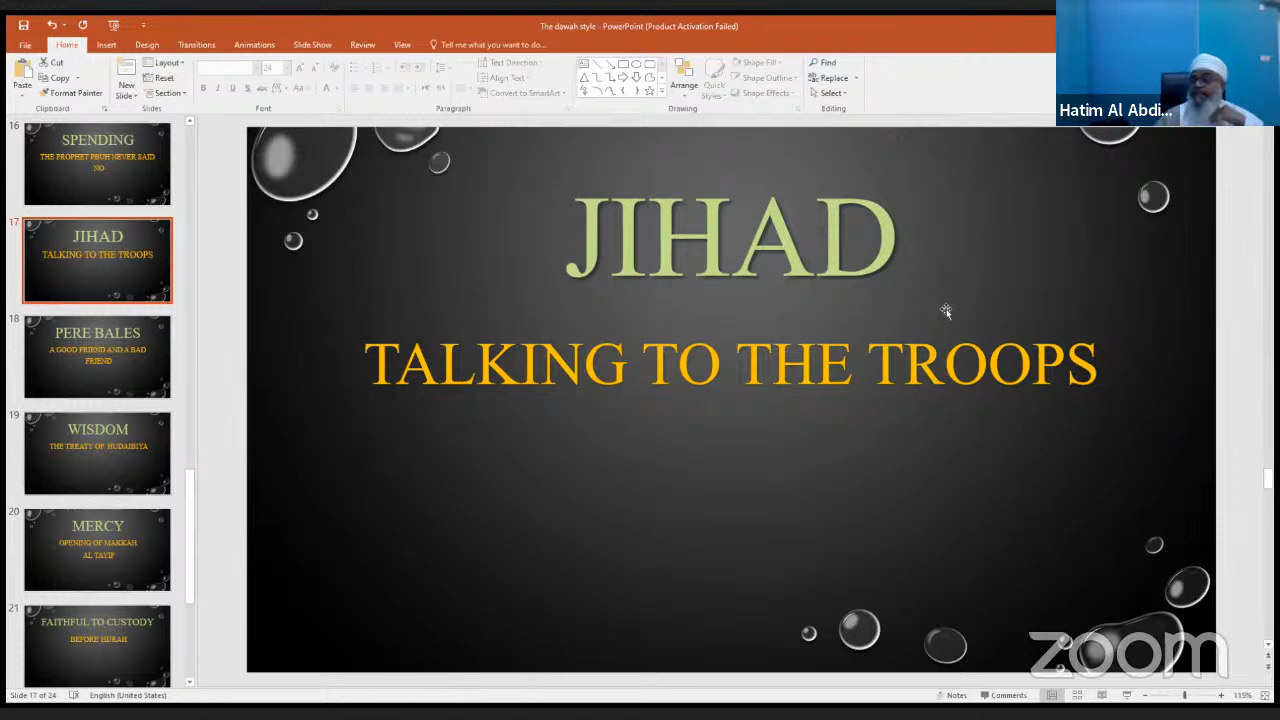 The dawah style - PowerPoint (Product Activation Failed)
File Home Insert Design Transitions Animations Slide Show Review View Tell me what you want to do...
Paste
Cut
Copy
Format Painter
Clipboard
New Slide
Layout
Reset
Section
Slides
24
Font
Text Direction
Align Text
Convert to SmartArt
Paragraph
Arrange
Quick Styles
Shape Fill
Shape Outline
Shape Effects
Drawing
Find
Replace
Select
Editing
Hatim Al Abdi...
16
SPENDING
THE PROPHET PBUH NEVER SAID
NO
17
JIHAD
TALKING TO THE TROOPS
18
PERE BALES
A GOOD FRIEND AND A BAD
FRIEND
19
WISDOM
THE TREATY OF HUDAIBIYA
20
MERCY
OPENING OF MAKKAH
AL TAYIF
21
FAITHFUL TO CUSTODY
BEFORE HIJRAH
JIHAD
TALKING TO THE TROOPS
zoom
Slide 17 of 24 English (United States) Notes Comments 115%